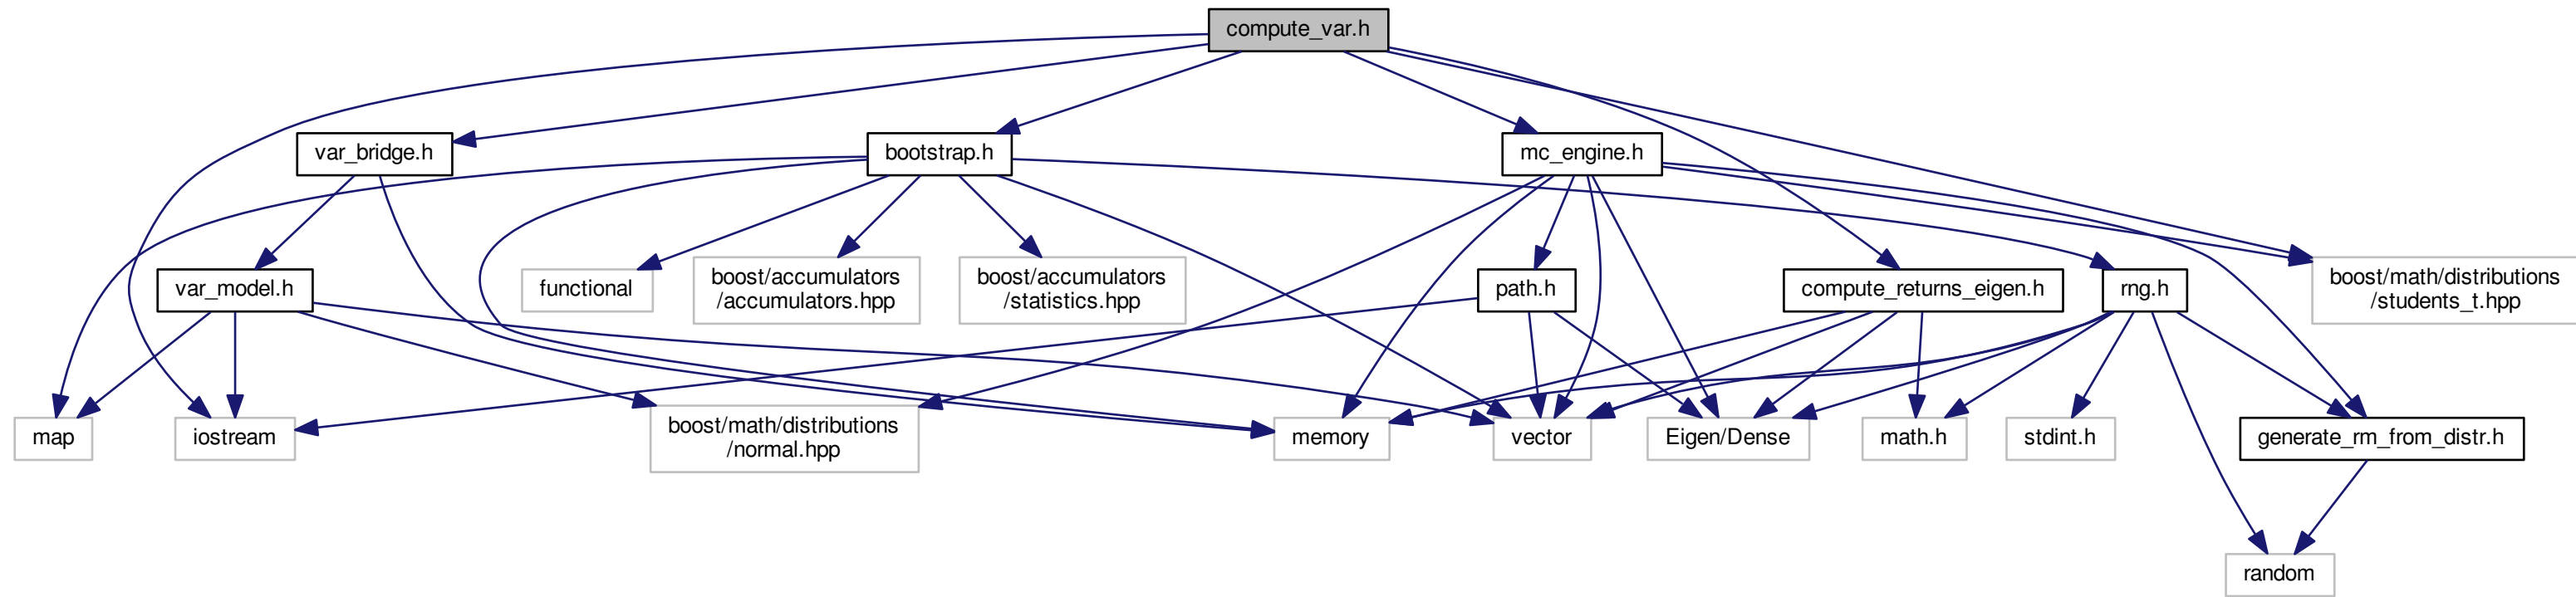 compute_var.h
var_bridge.h
bootstrap.h
mc_engine.h
var_model.h
functional
boost/accumulators
/accumulators.hpp
boost/accumulators
/statistics.hpp
path.h
compute_returns_eigen.h
rng.h
boost/math/distributions
/students_t.hpp
map
iostream
boost/math/distributions
/normal.hpp
memory
vector
Eigen/Dense
math.h
stdint.h
generate_rm_from_distr.h
random